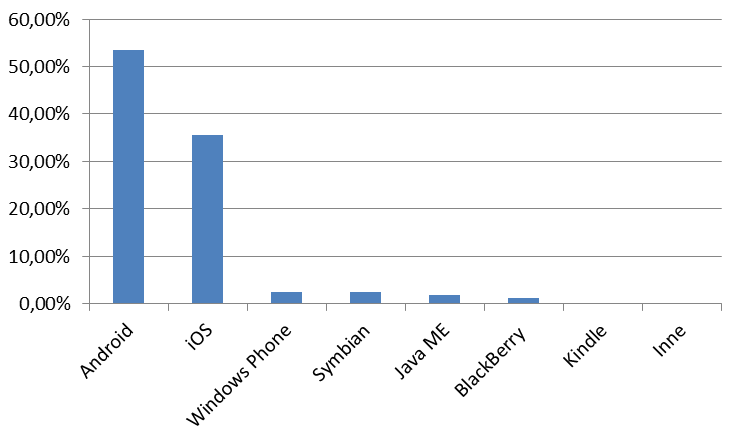 60,00%
50,00%
40,00%
30,00%
20,00%
10,00%
0,00%
Android
iOS
Windows Phone
Symbian
Java ME
BlackBerry
Kindle
Inne